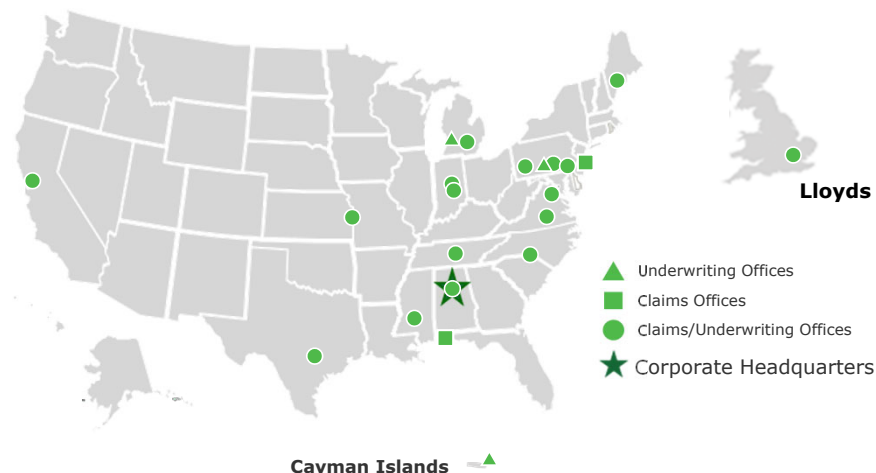 Lloyds
Underwriting Offices
Claims Offices
Claims/Underwriting Offices
Corporate Headquarters
Cayman Islands